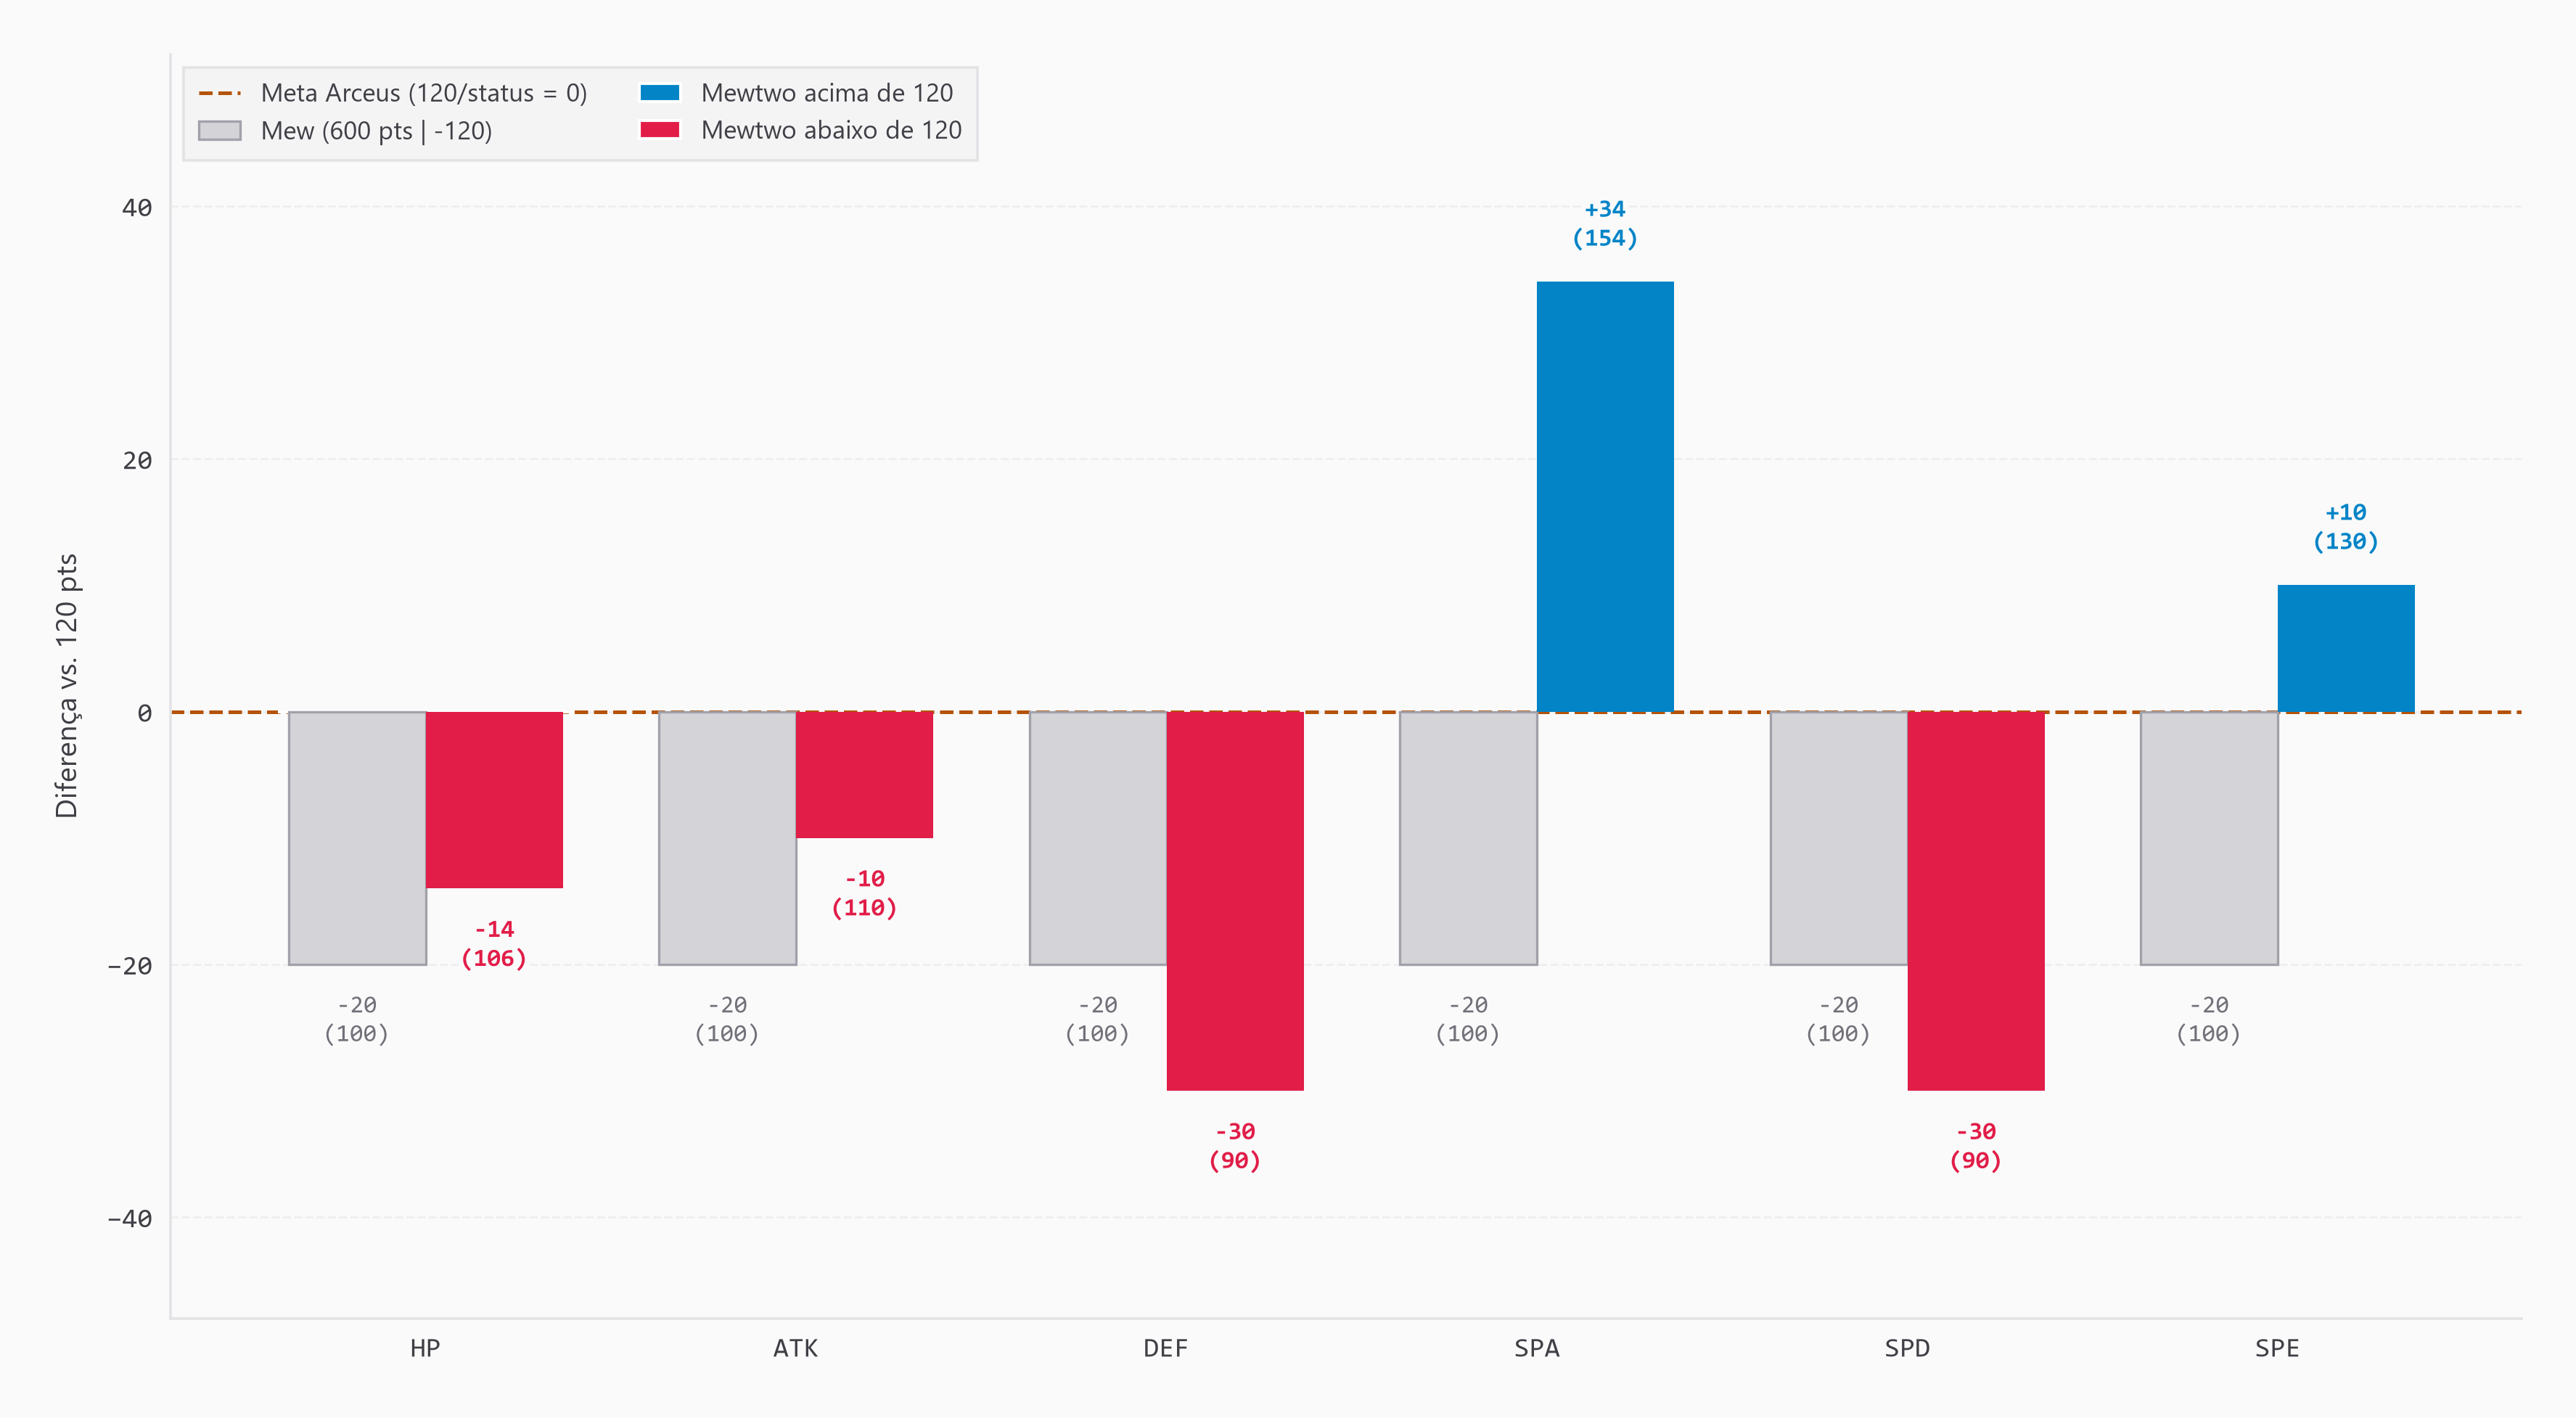 Meta Arceus (120/status = 0)
Mew (600 pts | -120)
Mewtwo acima de 120
Mewtwo abaixo de 120
Diferença vs. 120 pts
40
20
0
−20
−40
-20
(100)
-14
(106)
-20
(100)
-10
(110)
-20
(100)
-30
(90)
-20
(100)
+34
(154)
-20
(100)
-30
(90)
-20
(100)
+10
(130)
HP
ATK
DEF
SPA
SPD
SPE